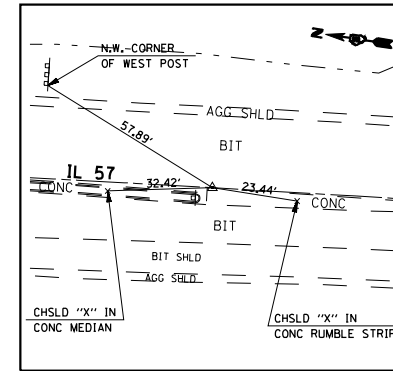 N
N.W.-CORNER
OF WEST POST
AGG SHLD
57.89'
BIT
IL 57
CONC
32.42'
23.44'
CONC
BIT
BIT SHLD
AGG SHLD
CHSLD "X" IN
CONC MEDIAN
CHSLD "X" IN
CONC RUMBLE STRIP